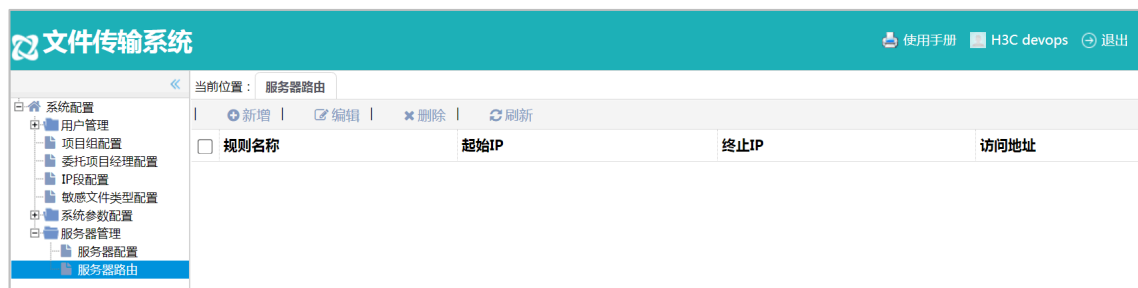 文件传输系统
使用手册 H3C devops 退出
当前位置： 服务器路由
系统配置
用户管理
项目组配置
委托项目经理配置
IP段配置
敏感文件类型配置
系统参数配置
服务器管理
服务器配置
服务器路由
新增 编辑 删除 刷新
规则名称 起始IP 终止IP 访问地址